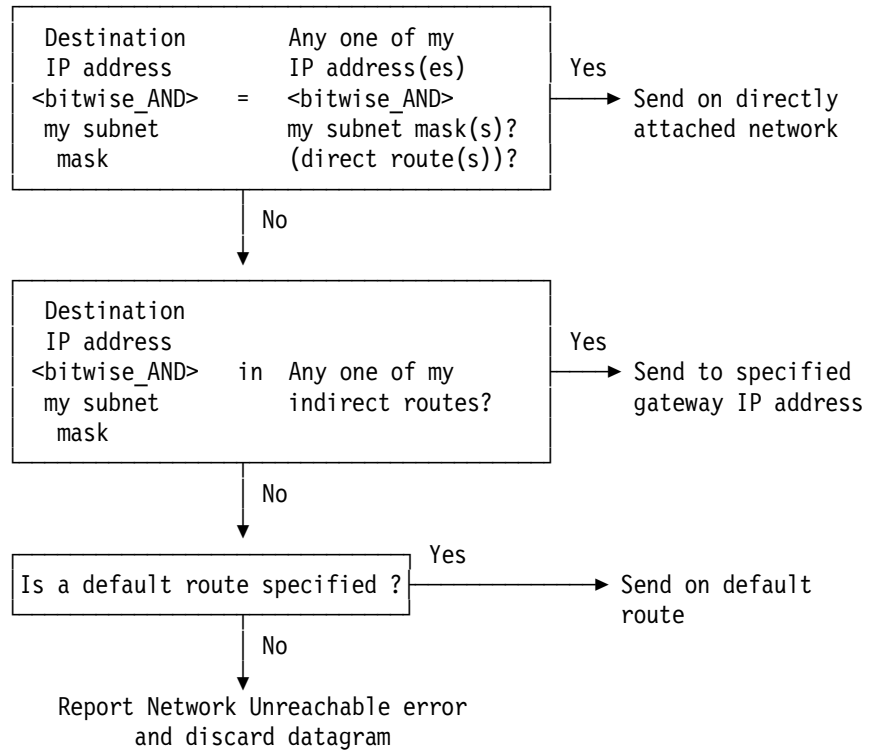 Destination Any one of my
IP address IP address(es) Yes
<bitwise_AND> = <bitwise_AND> Send on directly
my subnet my subnet mask(s)? attached network
mask (direct route(s))?
No
Destination
IP address Yes
<bitwise_AND> in Any one of my Send to specified
my subnet indirect routes? gateway IP address
mask
No
Yes
Is a default route specified ? Send on default
route
No
Report Network Unreachable error
and discard datagram